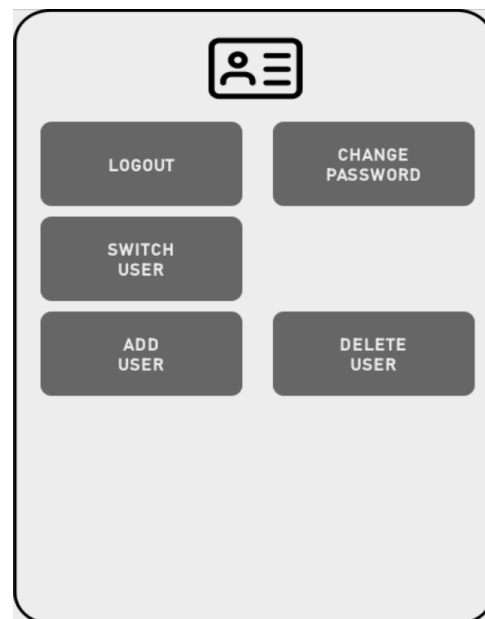 LOGOUT
CHANGE
PASSWORD
SWITCH
USER
ADD
USER
DELETE
USER